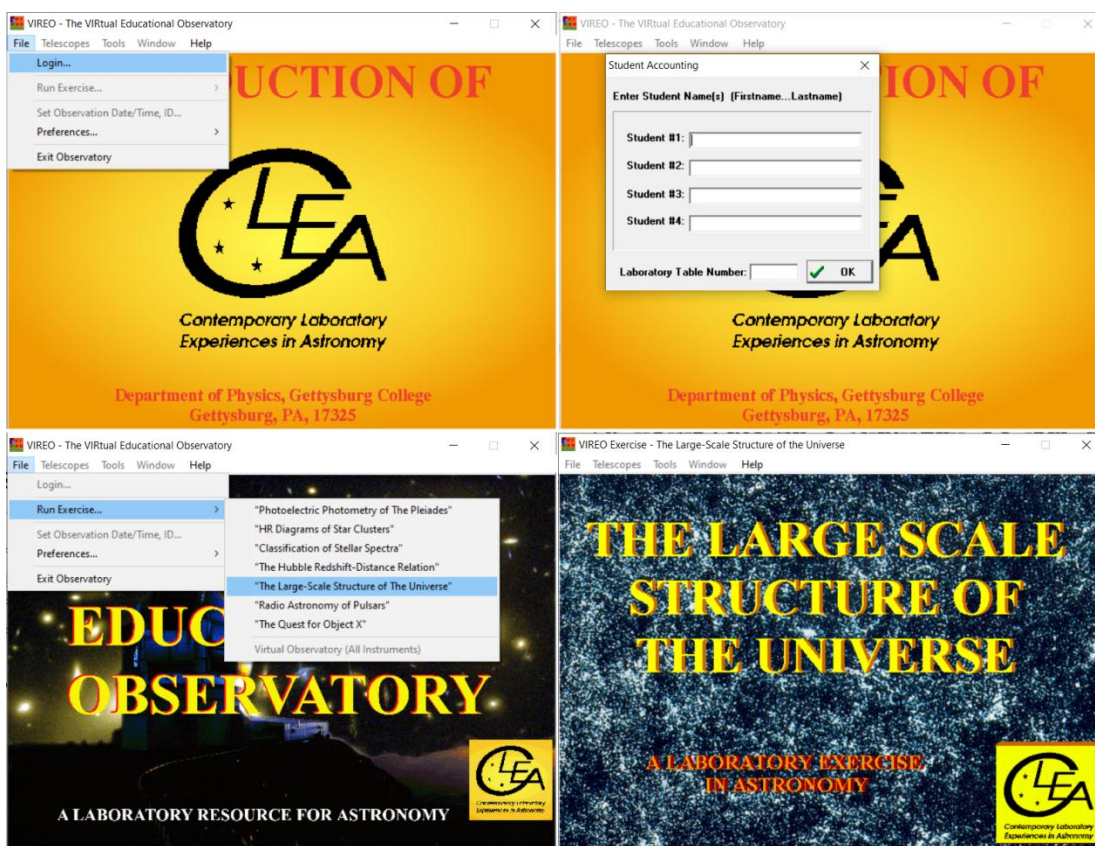 VIREO - The VIRtual Educational Observatory
File Telescopes Tools Window Help
Login...
Run Exercise...
Set Observation Date/Time, ID...
Preferences...
Exit Observatory
UCTION OF
CLEA
Contemporary Laboratory
Experiences in Astronomy
Department of Physics, Gettysburg College
Gettysburg, PA, 17325
VIREO - The VIRtual Educational Observatory
File Telescopes Tools Window Help
Student Accounting
Enter Student Name(s) (Firstname...Lastname)
Student #1:
Student #2:
Student #3:
Student #4:
Laboratory Table Number:
OK
ION OF
Contemporary Laboratory
Experiences in Astronomy
Department of Physics, Gettysburg College
Gettysburg, PA, 17325
VIREO - The VIRtual Educational Observatory
File Telescopes Tools Window Help
Login...
Run Exercise...
Set Observation Date/Time, ID...
Preferences...
Exit Observatory
"Photoelectric Photometry of The Pleiades"
"HR Diagrams of Star Clusters"
"Classification of Stellar Spectra"
"The Hubble Redshift-Distance Relation"
"The Large-Scale Structure of The Universe"
"Radio Astronomy of Pulsars"
"The Quest for Object X"
Virtual Observatory (All Instruments)
EDUC
OBSERVATORY
A LABORATORY RESOURCE FOR ASTRONOMY
CLEA
Contemporary Laboratory
Experiences in Astronomy
VIREO Exercise - The Large-Scale Structure of the Universe
File Telescopes Tools Window Help
THE LARGE SCALE
STRUCTURE OF
THE UNIVERSE
A LABORATORY EXERCISE
IN ASTRONOMY
CLEA
Contemporary Laboratory
Experiences in Astronomy